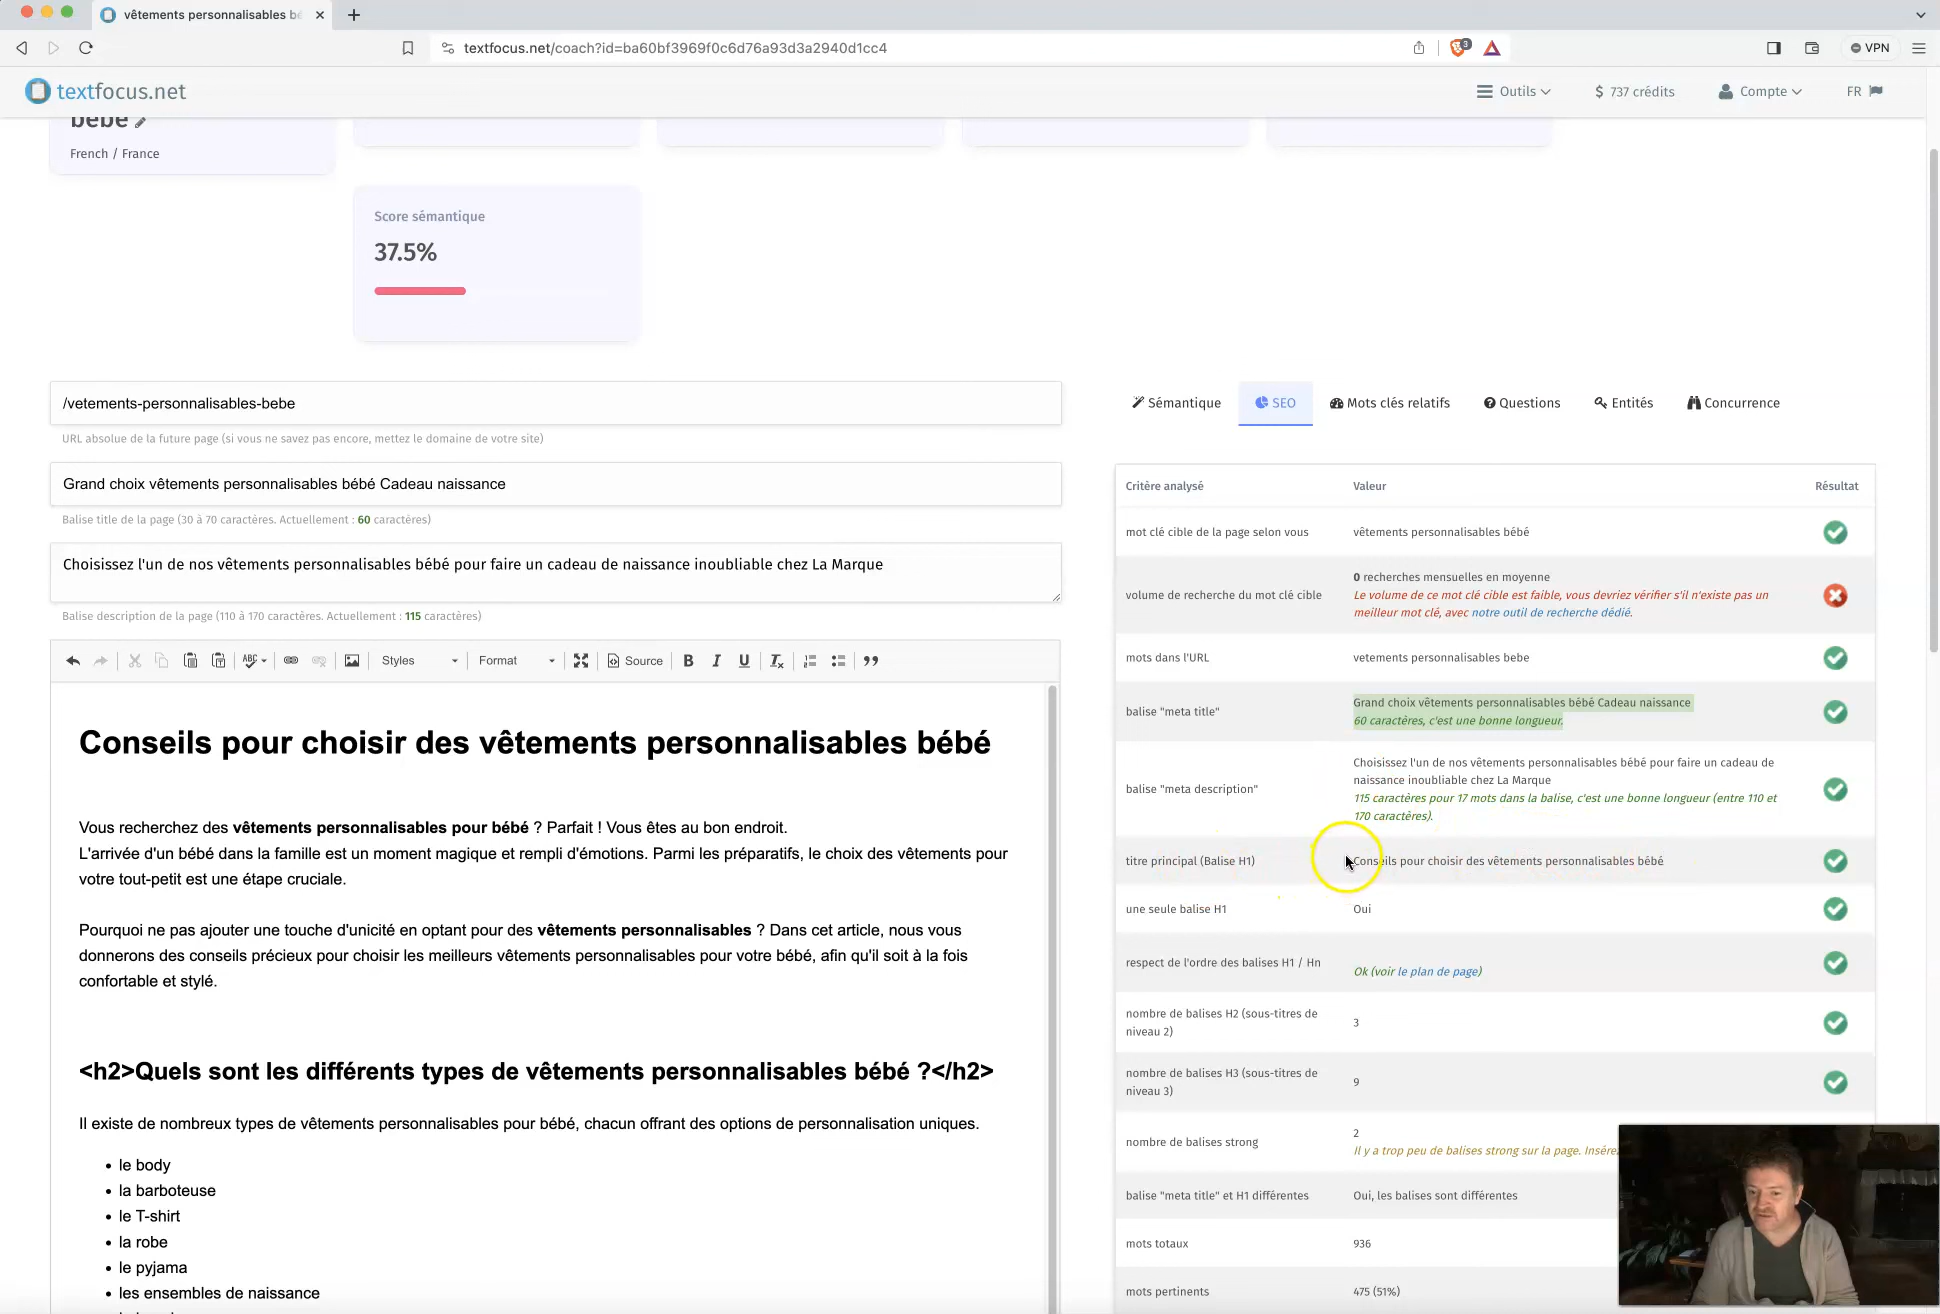 vêtements personnalisables bé
textfocus.net/coach?id=ba60bf3969f0c6d76a93d3a2940d1cc4
3
VPN
textfocus.net
Outils
$ 737 crédits
Compte
FR
bébé
French / France
Score sémantique
37.5%
/vetements-personnalisables-bebe
URL absolue de la future page (si vous ne savez pas encore, mettez le domaine de votre site)
Grand choix vêtements personnalisables bébé Cadeau naissance
Balise title de la page (30 à 70 caractères. Actuellement : 60 caractères)
Choisissez l'un de nos vêtements personnalisables bébé pour faire un cadeau de naissance inoubliable chez La Marque
Balise description de la page (110 à 170 caractères. Actuellement : 115 caractères)
ABC
Styles
Format
Source
B
I
U
Conseils pour choisir des vêtements personnalisables bébé
Vous recherchez des vêtements personnalisables pour bébé ? Parfait ! Vous êtes au bon endroit.
L'arrivée d'un bébé dans la famille est un moment magique et rempli d'émotions. Parmi les préparatifs, le choix des vêtements pour
votre tout-petit est une étape cruciale.
Pourquoi ne pas ajouter une touche d'unicité en optant pour des vêtements personnalisables ? Dans cet article, nous vous
donnerons des conseils précieux pour choisir les meilleurs vêtements personnalisables pour votre bébé, afin qu'il soit à la fois
confortable et stylé.
<h2>Quels sont les différents types de vêtements personnalisables bébé ?</h2>
Il existe de nombreux types de vêtements personnalisables pour bébé, chacun offrant des options de personnalisation uniques.
• le body
• la barboteuse
• le T-shirt
• la robe
• le pyjama
• les ensembles de naissance
Sémantique
SEO
Mots clés relatifs
Questions
Entités
Concurrence
Critère analysé
Valeur
Résultat
mot clé cible de la page selon vous
vêtements personnalisables bébé
volume de recherche du mot clé cible
0 recherches mensuelles en moyenne
Le volume de ce mot clé cible est faible, vous devriez vérifier s'il n'existe pas un
meilleur mot clé, avec notre outil de recherche dédié.
mots dans l'URL
vetements personnalisables bebe
balise "meta title"
Grand choix vêtements personnalisables bébé Cadeau naissance
60 caractères, c'est une bonne longueur.
balise "meta description"
Choisissez l'un de nos vêtements personnalisables bébé pour faire un cadeau de
naissance inoubliable chez La Marque
115 caractères pour 17 mots dans la balise, c'est une bonne longueur (entre 110 et
170 caractères).
titre principal (Balise H1)
Conseils pour choisir des vêtements personnalisables bébé
une seule balise H1
Oui
respect de l'ordre des balises H1 / Hn
Ok (voir le plan de page)
nombre de balises H2 (sous-titres de
niveau 2)
3
nombre de balises H3 (sous-titres de
niveau 3)
9
nombre de balises strong
2
Il y a trop peu de balises strong sur la page.
balise "meta title" et H1 différentes
Oui, les balises sont différentes
mots totaux
936
mots pertinents
475 (51%)